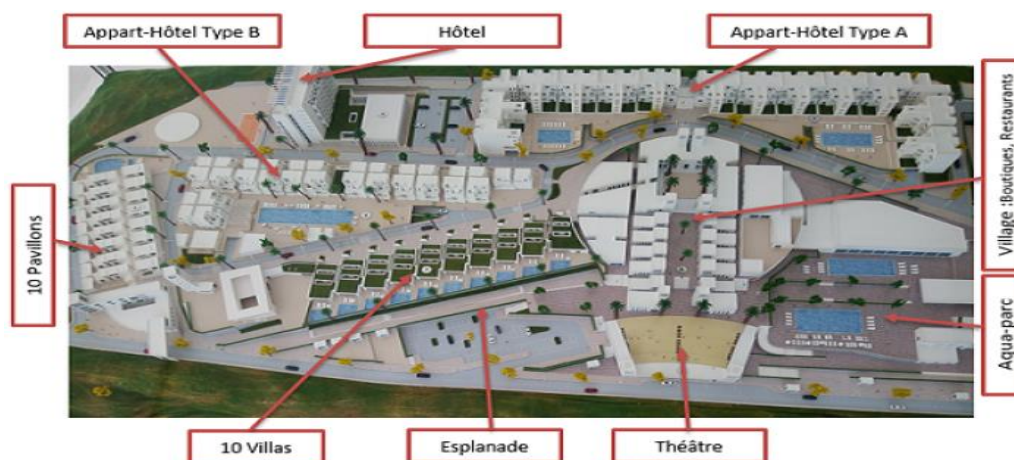 Appart-Hôtel Type B
Hôtel
Appart-Hôtel Type A
Village :Boutiques, Restaurants
10 Pavillons
Aqua-parc
10 Villas
Esplanade
Théâtre